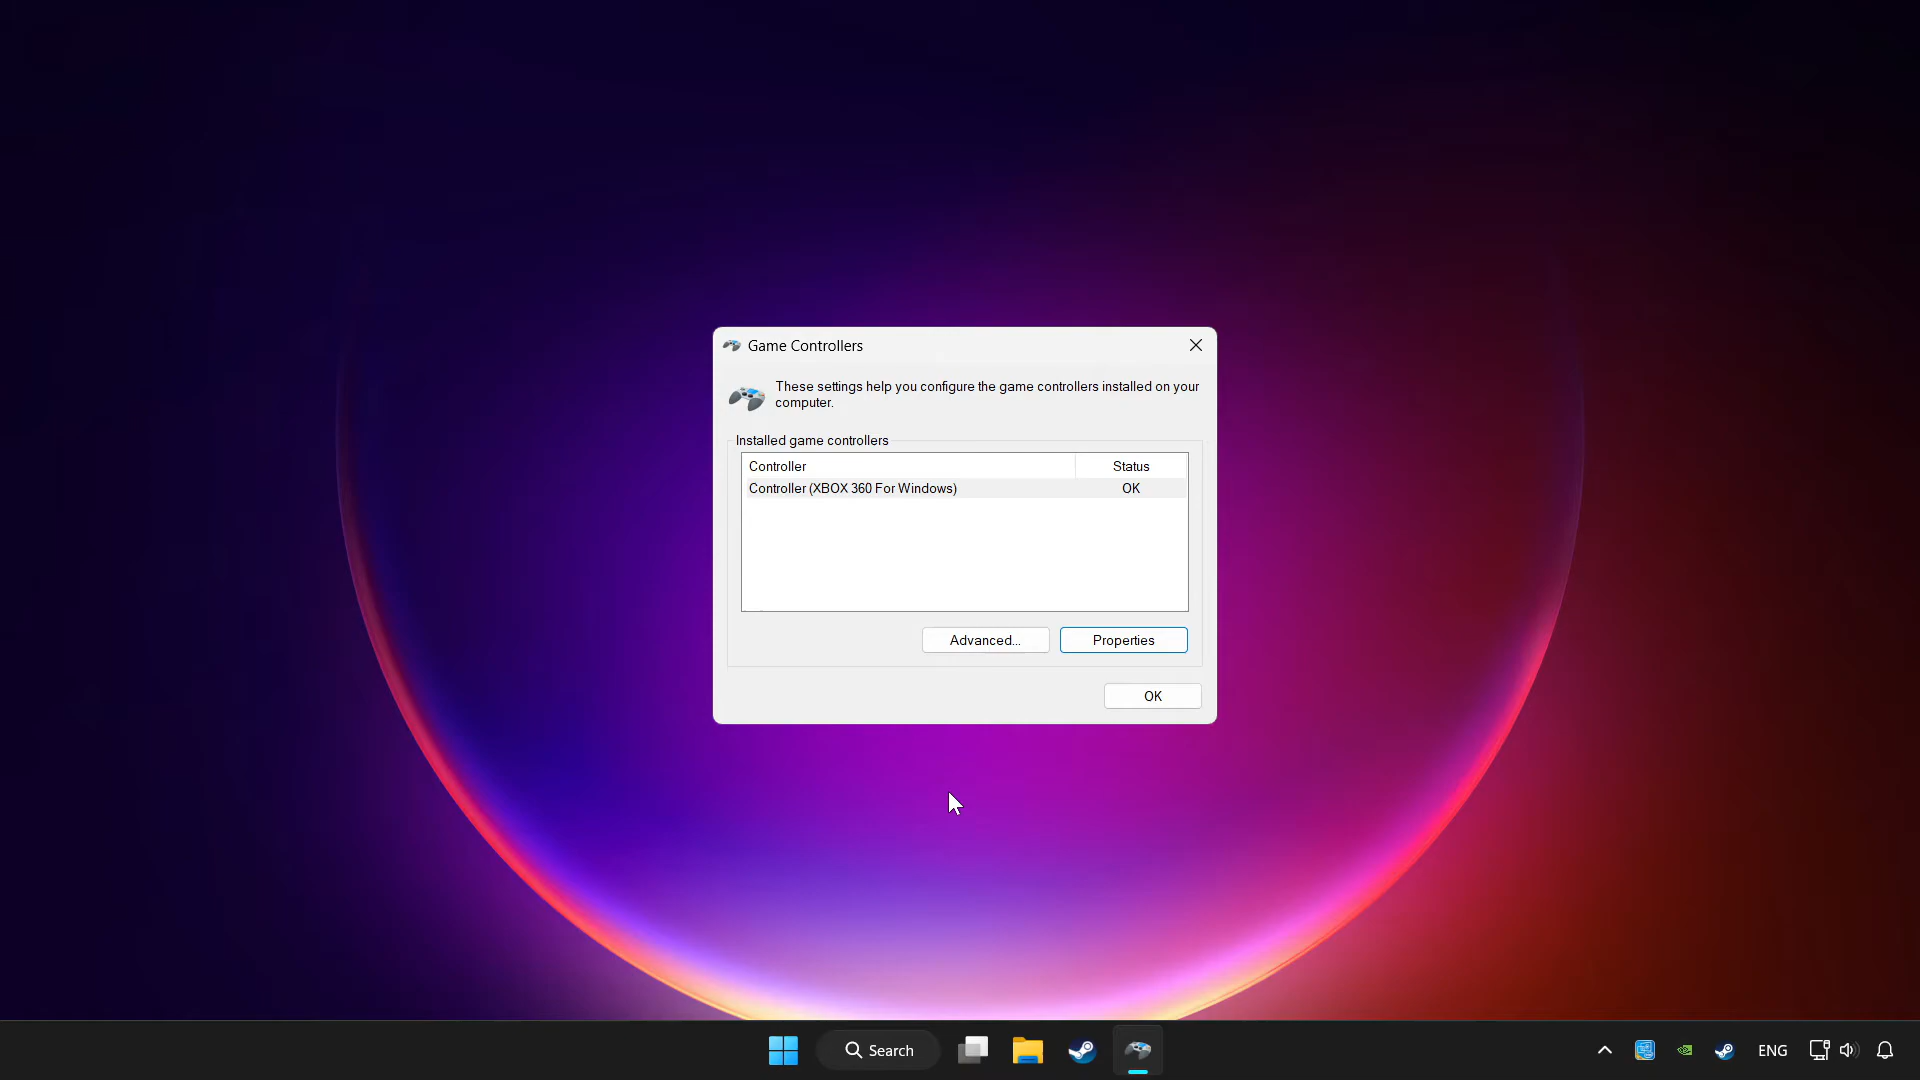 Game Controllers
These settings help you configure the game controllers installed on your
computer.
Installed game controllers
Controller Status
Controller (XBOX 360 For Windows) OK
Advanced... Properties
OK
Search ENG